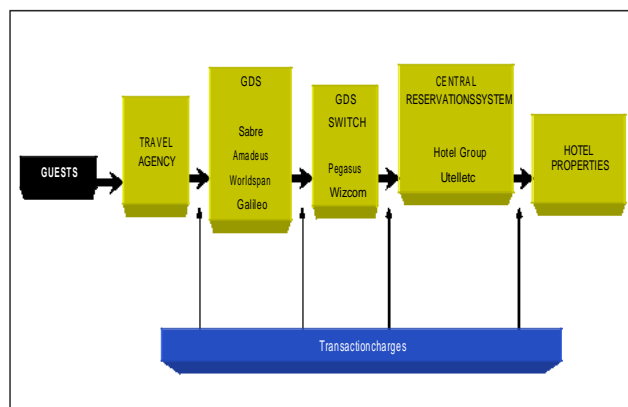 GUESTS
TRAVEL
AGENCY
GDS
Sabre
Amadeus
Worldspan
Galileo
GDS
SWITCH
Pegasus
Wizcom
CENTRAL
RESERVATIONSSYSTEM
Hotel Group
Utelletc
HOTEL
PROPERTIES
Transactioncharges